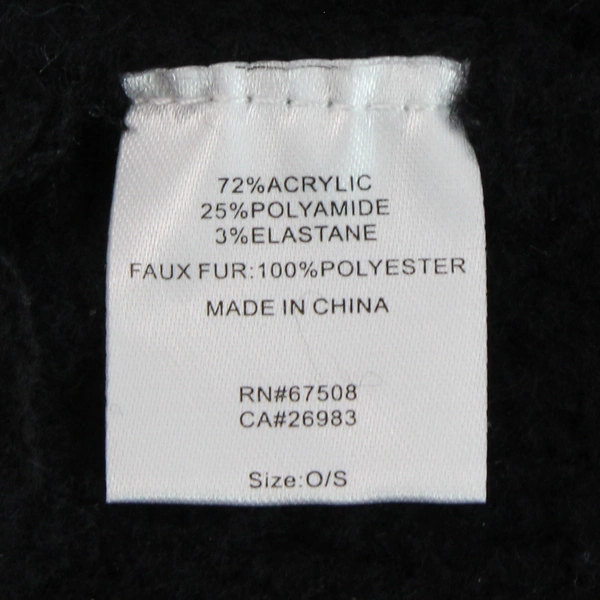 72%ACRYLIC
25%POLYAMIDE
3%ELASTANE
FAUX FUR:100%POLYESTER
MADE IN CHINA
RN#67508
CA#26983
Size:O/S